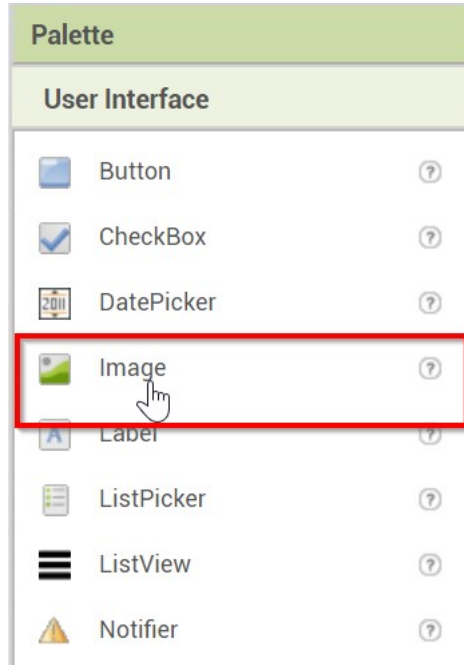 Palette
User Interface
Button ?
CheckBox ?
2011 DatePicker ?
Image ?
A Label ?
ListPicker ?
ListView ?
Notifier ?